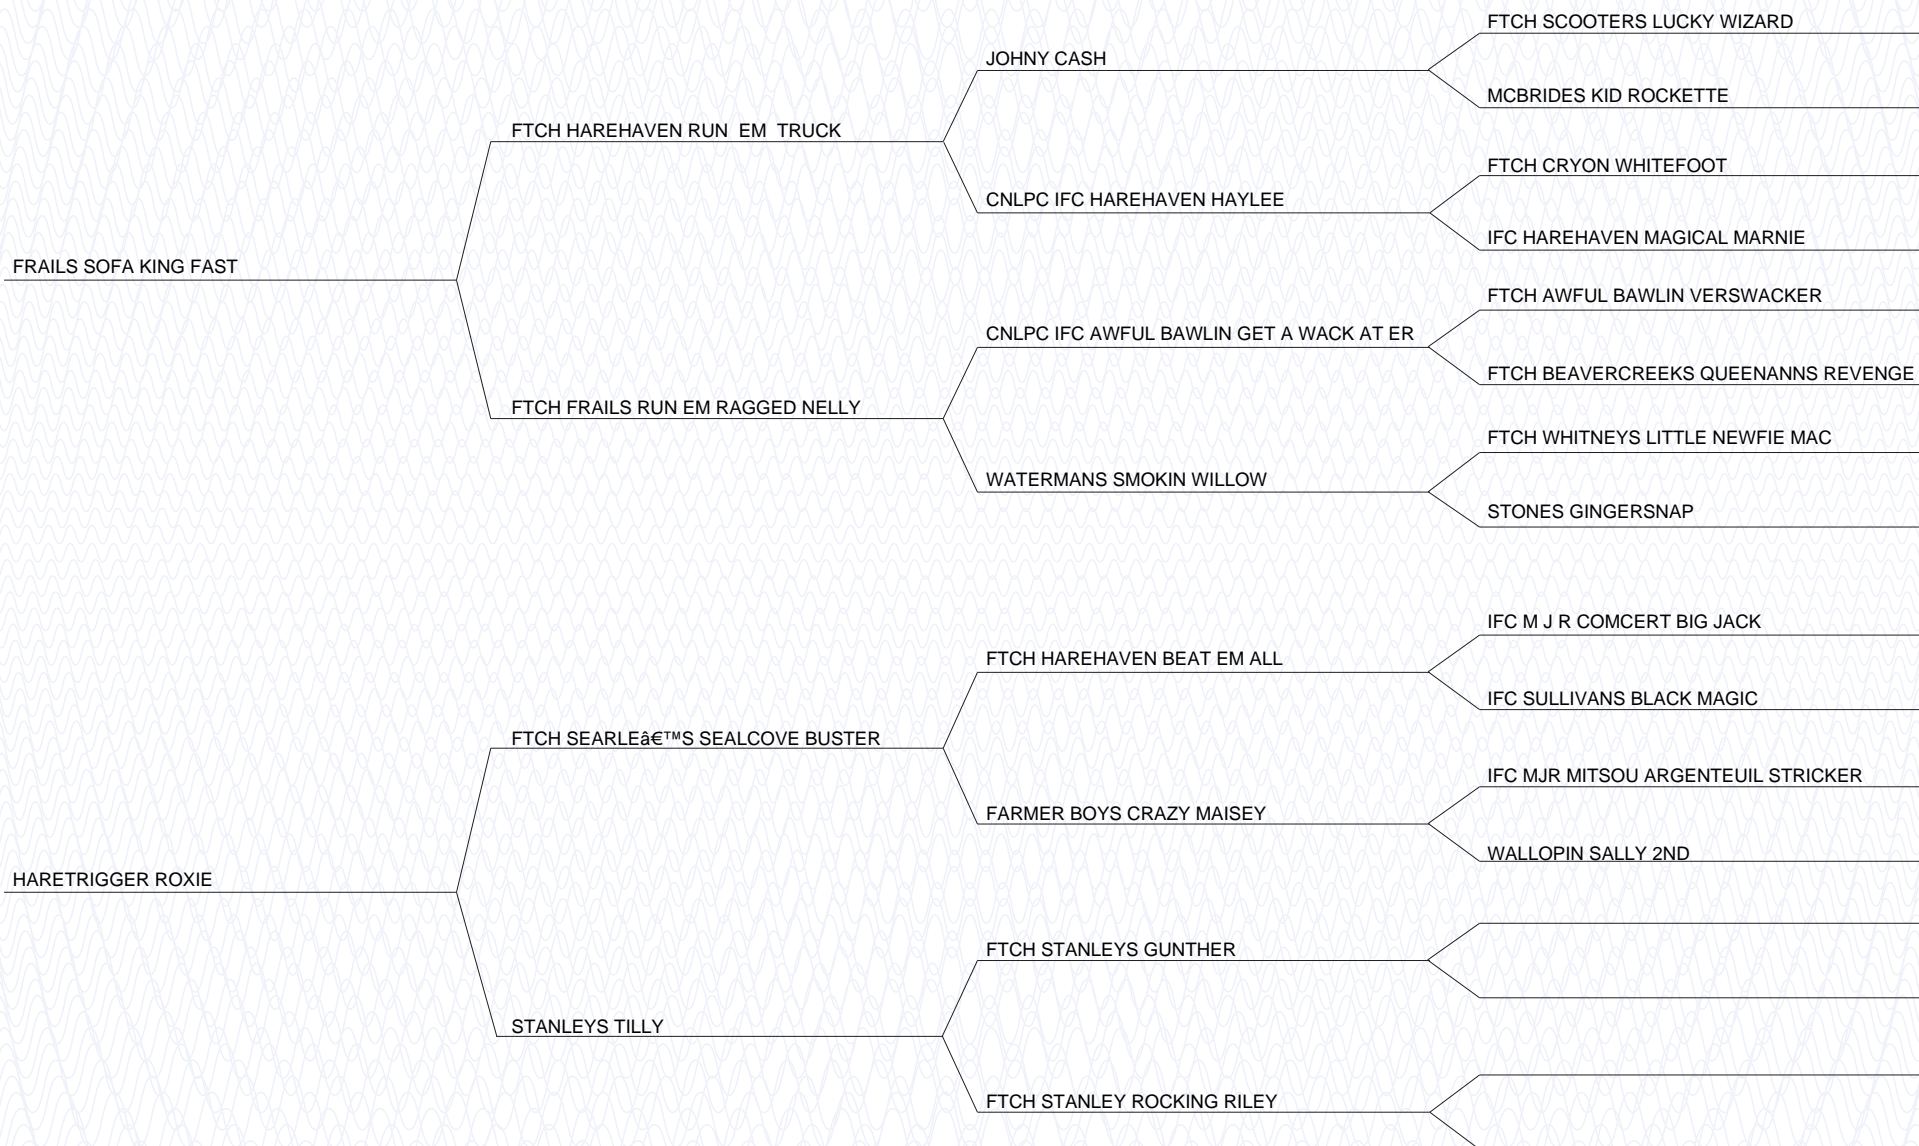 FTCH SCOOTERS LUCKY WIZARD
JOHNY CASH
MCBRIDES KID ROCKETTE
FTCH HAREHAVEN RUN  EM  TRUCK
FTCH CRYON WHITEFOOT
CNLPC IFC HAREHAVEN HAYLEE
IFC HAREHAVEN MAGICAL MARNIE
FRAILS SOFA KING FAST
FTCH AWFUL BAWLIN VERSWACKER
CNLPC IFC AWFUL BAWLIN GET A WACK AT ER
FTCH BEAVERCREEKS QUEENANNS REVENGE
FTCH FRAILS RUN EM RAGGED NELLY
FTCH WHITNEYS LITTLE NEWFIE MAC
WATERMANS SMOKIN WILLOW
STONES GINGERSNAP
IFC M J R COMCERT BIG JACK
FTCH HAREHAVEN BEAT EM ALL
IFC SULLIVANS BLACK MAGIC
FTCH SEARLEâ€™S SEALCOVE BUSTER
IFC MJR MITSOU ARGENTEUIL STRICKER
FARMER BOYS CRAZY MAISEY
WALLOPIN SALLY 2ND
HARETRIGGER ROXIE
FTCH STANLEYS GUNTHER
STANLEYS TILLY
FTCH STANLEY ROCKING RILEY